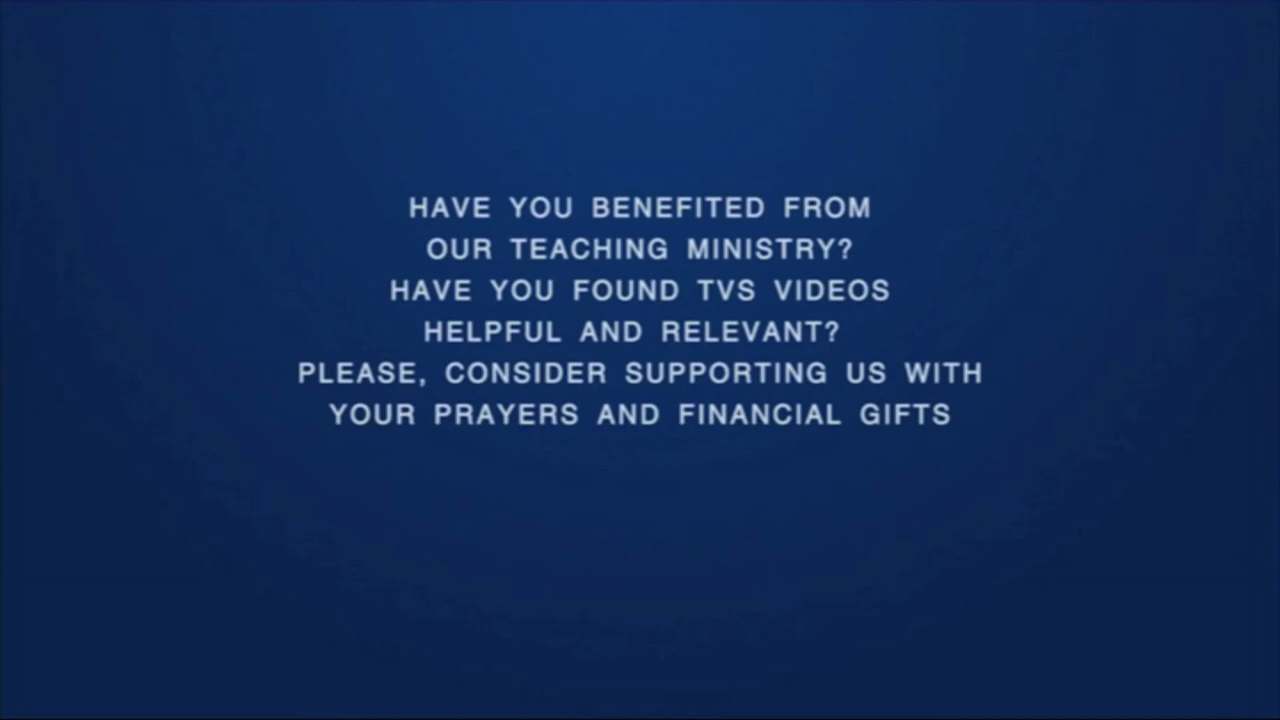 HAVE YOU BENEFITED FROM
OUR TEACHING MINISTRY?
HAVE YOU FOUND TVS VIDEOS
HELPFUL AND RELEVANT?
PLEASE, CONSIDER SUPPORTING US WITH
YOUR PRAYERS AND FINANCIAL GIFTS